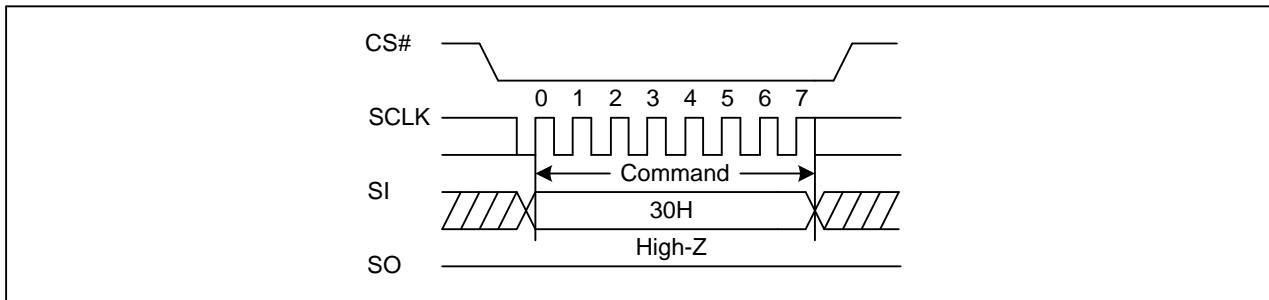 CS#
0 1 2 3 4 5 6 7
SCLK
Command
SI
30H
High-Z
SO